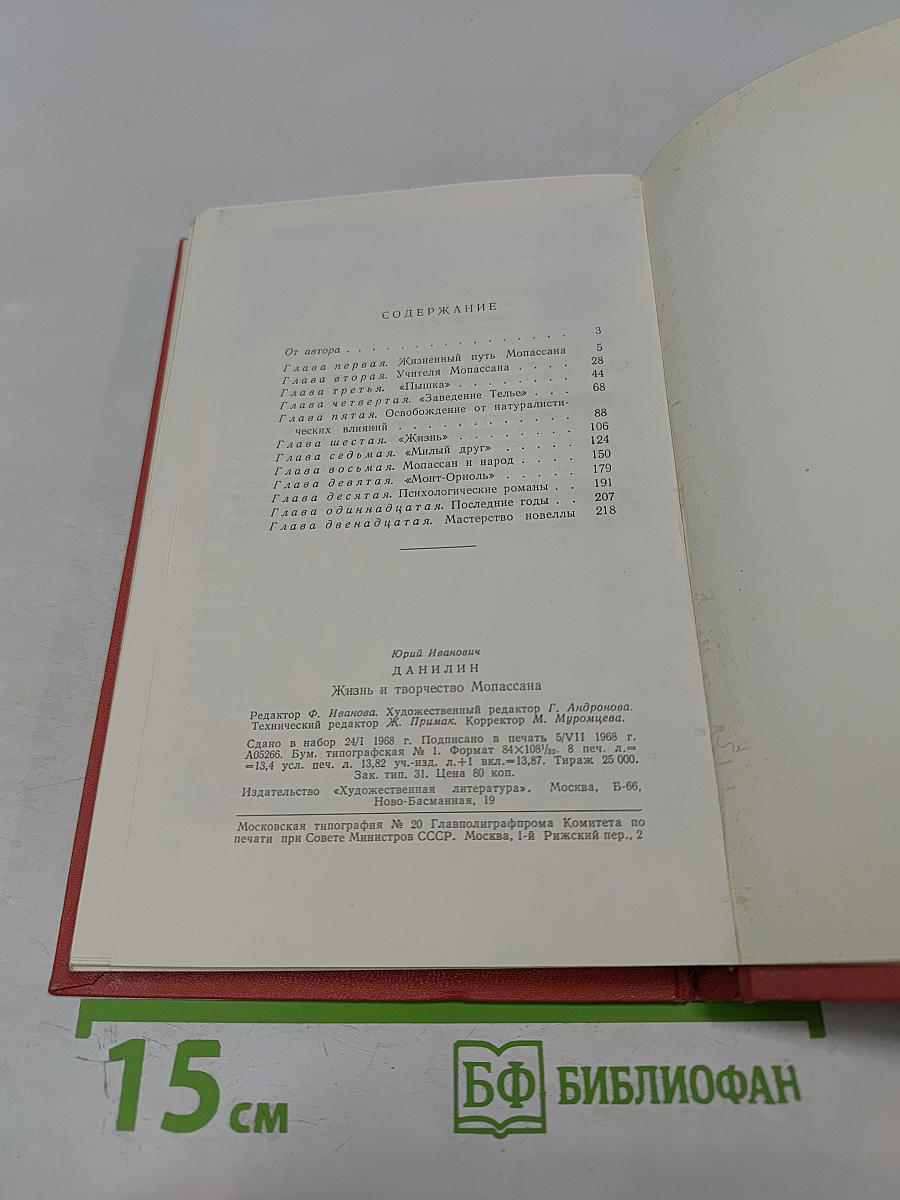 СОДЕРЖАНИЕ
От автора . . . . . . . . . . . . . . . . 3
Глава первая. Жизненный путь Мопассана 5
Глава вторая. Учителя Мопассана . . . . 28
Глава третья. «Пышка» . . . . . . . . 44
Глава четвертая. «Заведение Телье» . . . 68
Глава пятая. Освобождение от натуралисти-
ческих влияний . . . . . . . . . . . . 88
Глава шестая. «Жизнь» . . . . . . . . 106
Глава седьмая. «Милый друг» . . . . . 124
Глава восьмая. Мопассан и народ . . . . 150
Глава девятая. «Монт-Ориоль» . . . . . 179
Глава десятая. Психологические романы . . 191
Глава одиннадцатая. Последние годы . . 207
Глава двенадцатая. Мастерство новеллы 218
Юрий Иванович
ДАНИЛИН
Жизнь и творчество Мопассана
Редактор Ф. Иванова. Художественный редактор Г. Андронова.
Технический редактор Ж. Примак. Корректор М. Муромцева.
Сдано в набор 24/I 1968 г. Подписано в печать 5/VII 1968 г.
А05266. Бум. типографская № 1. Формат 84×108¹/₃₂. 8 печ. л.=
=13,4 усл. печ. л. 13,82 уч.-изд. л.+1 вкл.=13,87. Тираж 25 000.
Зак. тип. 31. Цена 80 коп.
Издательство «Художественная литература». Москва, Б-66,
Ново-Басманная, 19
Московская типография № 20 Главполиграфпрома Комитета по
печати при Совете Министров СССР. Москва, 1-й Рижский пер., 2
15 см
БФ БИБЛИОФАН